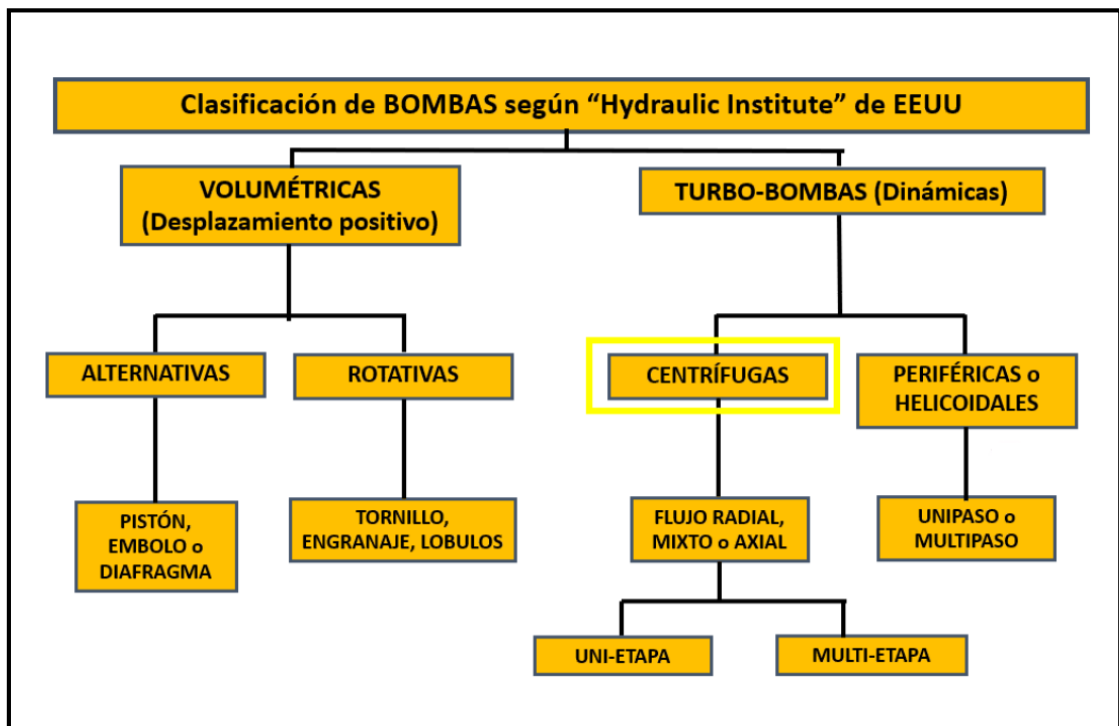 Clasificación de BOMBAS según “Hydraulic Institute” de EEUU
VOLUMÉTRICAS
(Desplazamiento positivo)
TURBO-BOMBAS (Dinámicas)
ALTERNATIVAS
ROTATIVAS
CENTRÍFUGAS
PERIFÉRICAS o
HELICOIDALES
PISTÓN,
EMBOLO o
DIAFRAGMA
TORNILLO,
ENGRANAJE, LOBULOS
FLUJO RADIAL,
MIXTO o AXIAL
UNIPASO o
MULTIPASO
UNI-ETAPA
MULTI-ETAPA